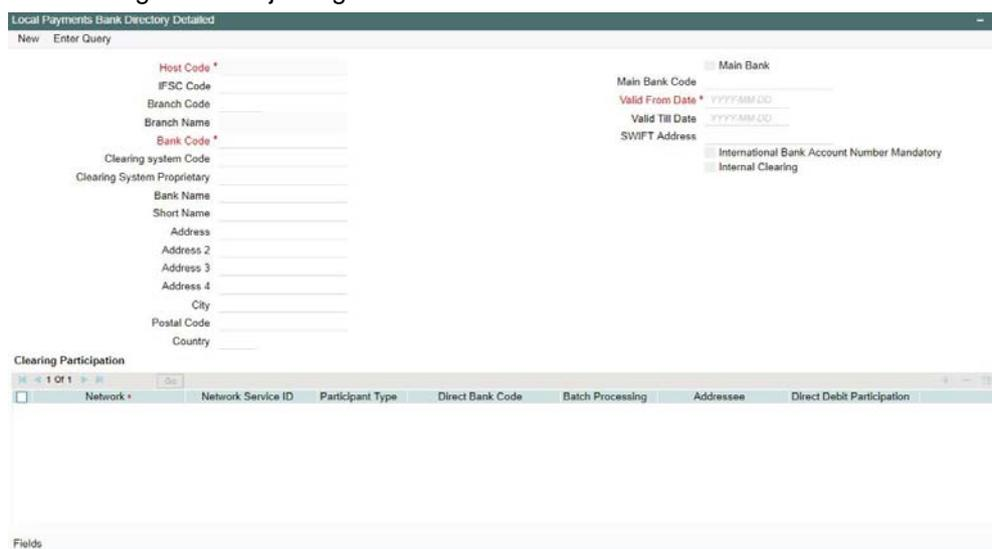 Local Payments Bank Directory Detailed
New Enter Query
Host Code *
IFSC Code
Branch Code
Branch Name
Bank Code *
Clearing system Code
Clearing System Proprietary
Bank Name
Short Name
Address
Address 2
Address 3
Address 4
City
Postal Code
Country
Main Bank
Main Bank Code
Valid From Date * YYYY-MM-DD
Valid Till Date YYYY-MM-DD
SWIFT Address
International Bank Account Number Mandatory
Internal Clearing
Clearing Participation
1 Of 1 Go
Network * Network Service ID Participant Type Direct Bank Code Batch Processing Addressee Direct Debit Participation
Fields